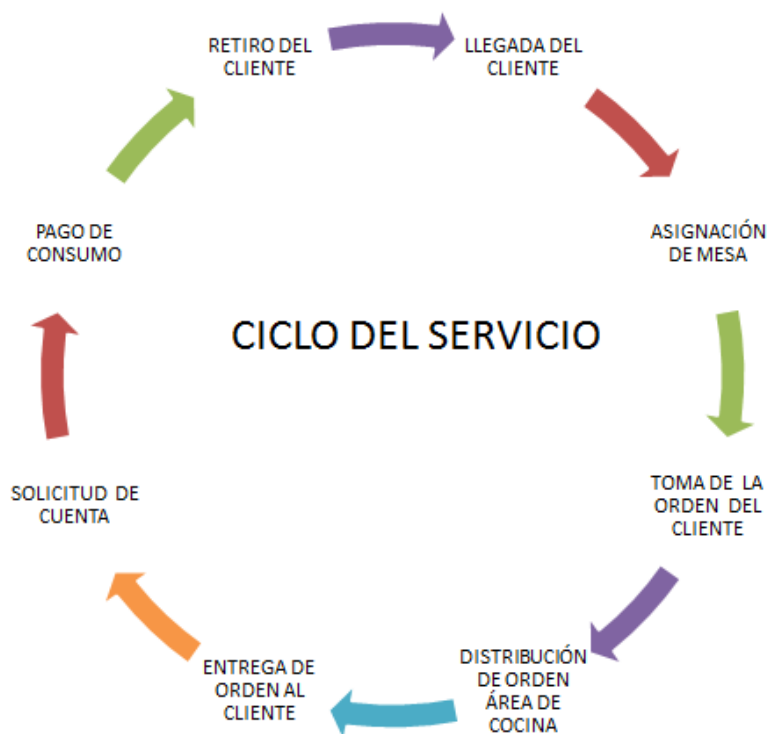 RETIRO DEL
CLIENTE
LLEGADA DEL
CLIENTE
ASIGNACIÓN
DE MESA
TOMA DE LA
ORDEN DEL
CLIENTE
DISTRIBUCIÓN
DE ORDEN
ÁREA DE
COCINA
ENTREGA DE
ORDEN AL
CLIENTE
SOLICITUD DE
CUENTA
PAGO DE
CONSUMO
CICLO DEL SERVICIO